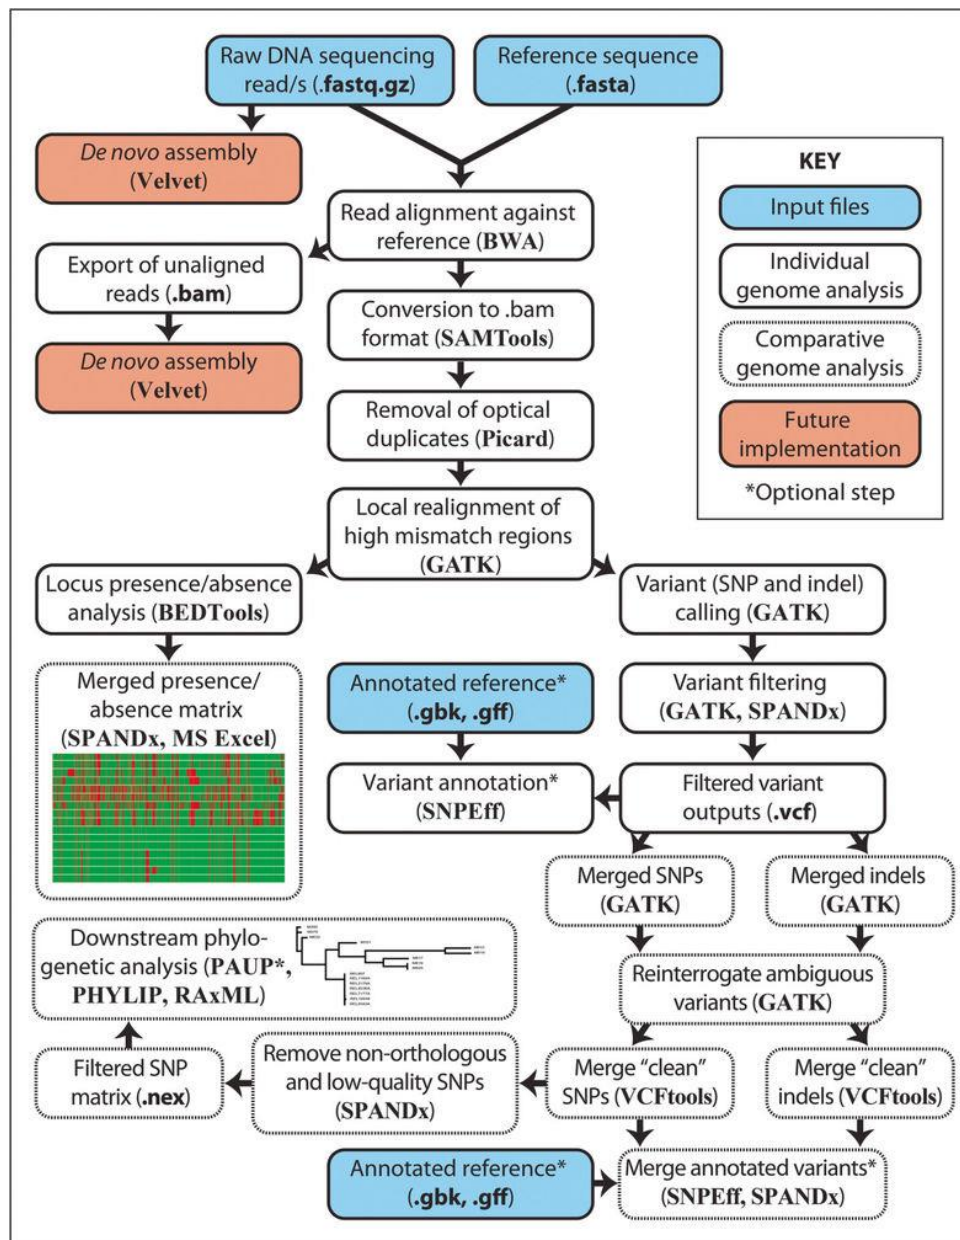 Raw DNA sequencing
read/s (.fastq.gz)
Reference sequence
(.fasta)
De novo assembly
(Velvet)
KEY
Input files
Individual
genome analysis
Comparative
genome analysis
Future
implementation
*Optional step
Read alignment against
reference (BWA)
Export of unaligned
reads (.bam)
Conversion to .bam
format (SAMTools)
De novo assembly
(Velvet)
Removal of optical
duplicates (Picard)
Local realignment of
high mismatch regions
(GATK)
Locus presence/absence
analysis (BEDTools)
Variant (SNP and indel)
calling (GATK)
Merged presence/
absence matrix
(SPANDx, MS Excel)
Annotated reference*
(.gbk, .gff)
Variant filtering
(GATK, SPANDx)
Variant annotation*
(SNPEff)
Filtered variant
outputs (.vcf)
Merged SNPs
(GATK)
Merged indels
(GATK)
Downstream phylo-
genetic analysis (PAUP*,
PHYLIP, RAxML)
Reinterrogate ambiguous
variants (GATK)
Filtered SNP
matrix (.nex)
Remove non-orthologous
and low-quality SNPs
(SPANDx)
Merge “clean”
SNPs (VCFtools)
Merge “clean”
indels (VCFtools)
Annotated reference*
(.gbk, .gff)
Merge annotated variants*
(SNPEff, SPANDx)